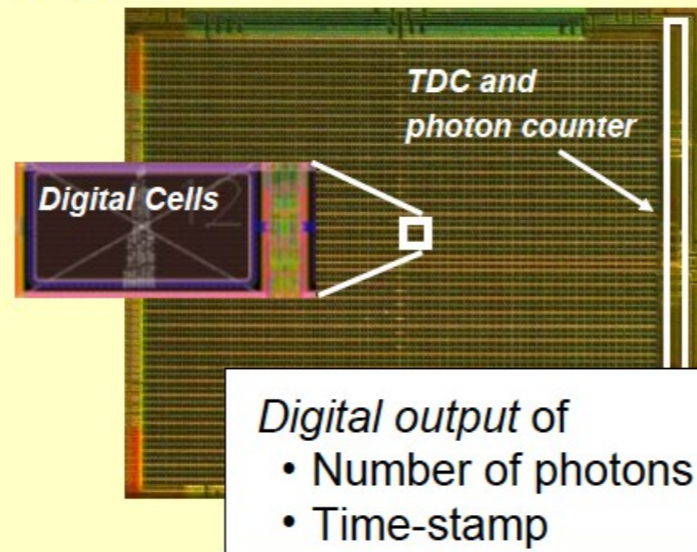 TDC and
photon counter
Digital Cells
Digital output of
• Number of photons
• Time-stamp